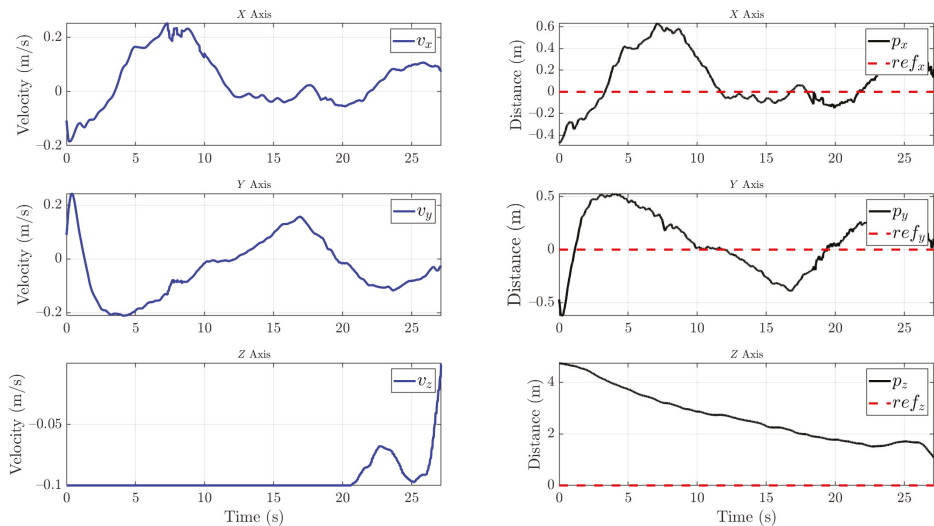 X Axis
Velocity (m/s)
0.2
0
−0.2
0 5 10 15 20 25
v_x
X Axis
Distance (m)
0.6
0.4
0.2
0
−0.2
−0.4
0 5 10 15 20 25
p_x
ref_x
Y Axis
Velocity (m/s)
0.2
0
−0.2
0 5 10 15 20 25
v_y
Y Axis
Distance (m)
0.5
0
−0.5
0 5 10 15 20 25
p_y
ref_y
Z Axis
Velocity (m/s)
−0.05
−0.1
0 5 10 15 20 25
Time (s)
v_z
Z Axis
Distance (m)
4
2
0
0 5 10 15 20 25
Time (s)
p_z
ref_z